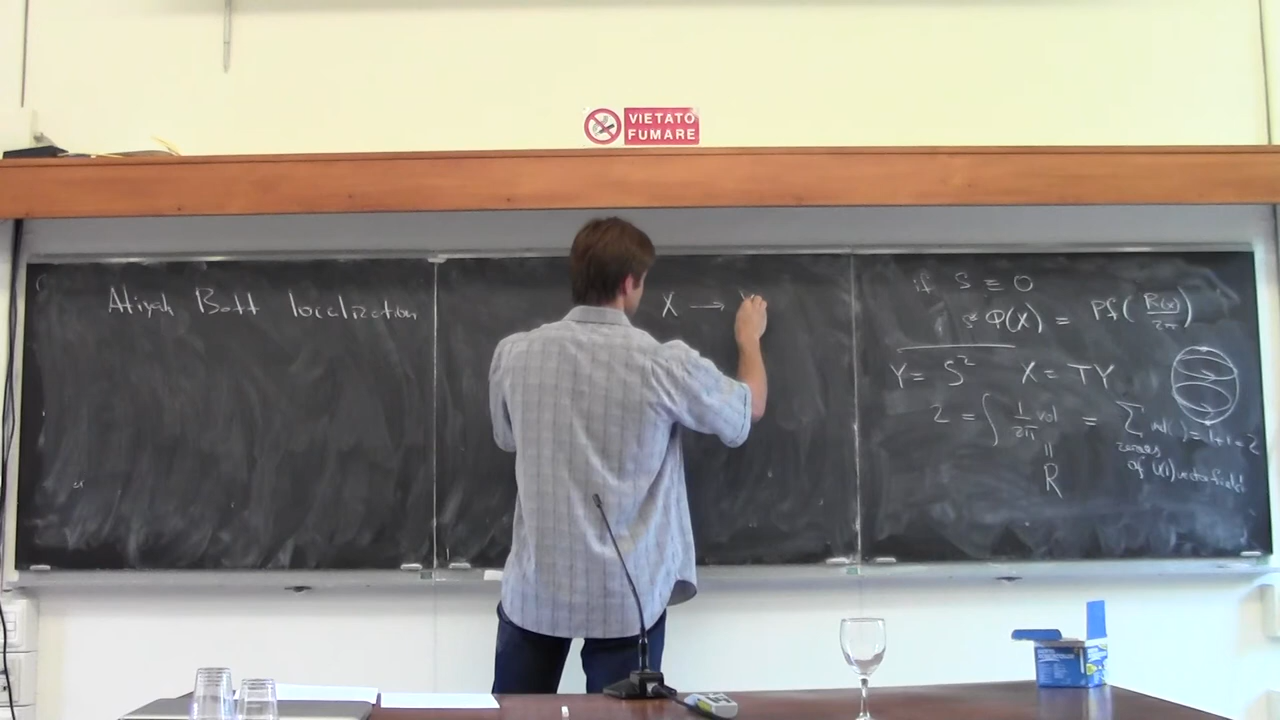 VIETATO
FUMARE
Atiyah Bott localization
X → Y
if S ≡ 0
s*Φ(X) = Pf(R(x)/2π)
Y = S² X = TY
2 = ∫ 1/2π vol = Σ ind( ) = 1+1=2
zeroes
of U(1) vector field
||
R